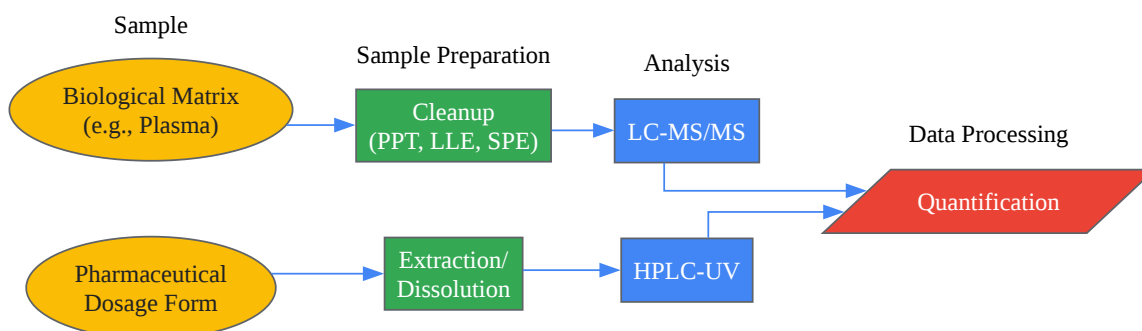 Sample
Sample Preparation
Analysis
Biological Matrix
(e.g., Plasma)
Cleanup
(PPT, LLE, SPE)
LC-MS/MS
Data Processing
Quantification
Pharmaceutical
Dosage Form
Extraction/
Dissolution
HPLC-UV